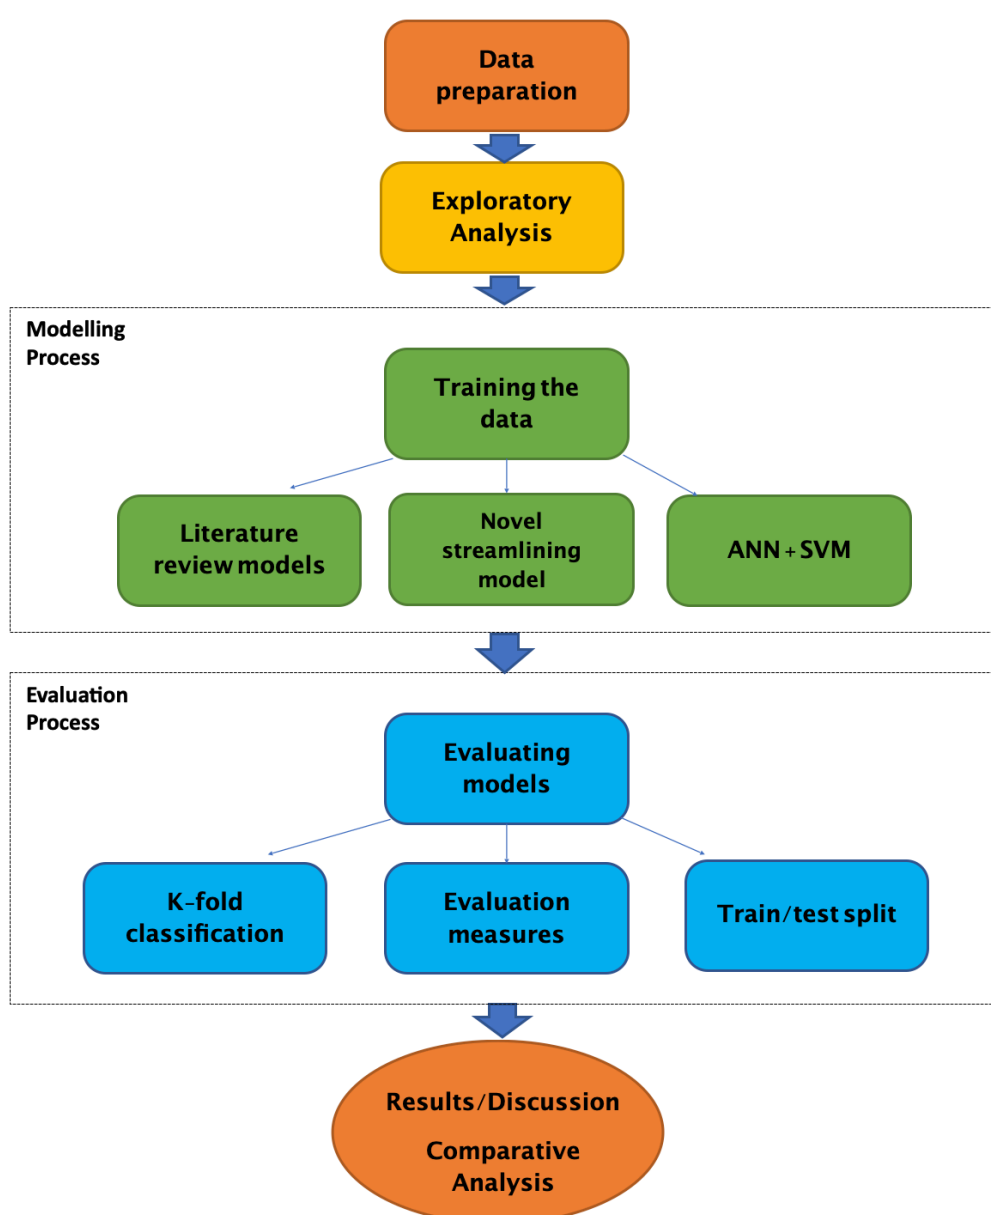 Data
preparation
Exploratory
Analysis
Modelling
Process
Training the
data
Literature
review models
Novel
streamlining
model
ANN + SVM
Evaluation
Process
Evaluating
models
K-fold
classification
Evaluation
measures
Train/test split
Results/Discussion
Comparative
Analysis